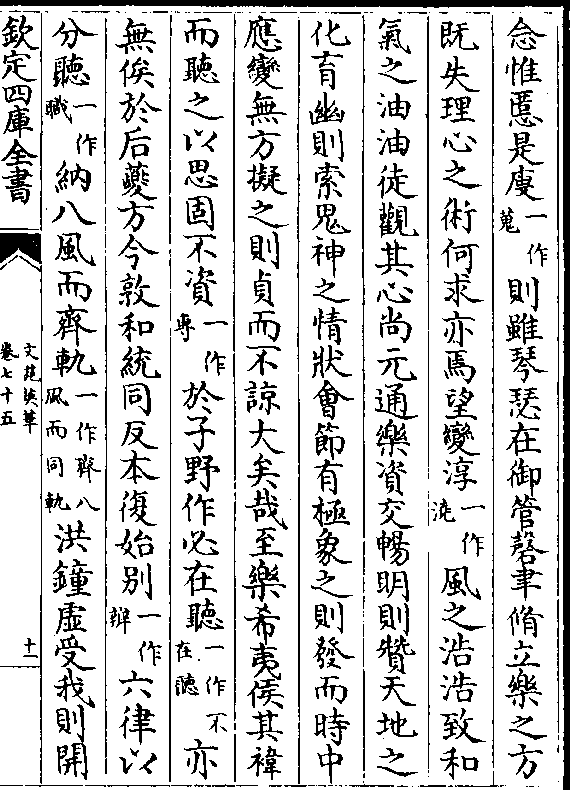 念惟慝是廋一作蒐則雖琴瑟在御管磬聿脩立樂之方
既失理心之術何求亦焉望變淳一作澆風之浩浩致和
氣之油油徒觀其心尚元通樂資交暢明則贊天地之
化育幽則索鬼神之情狀會節有極象之則發而時中
應變無方擬之則貞而不諒大矣哉至樂希夷俟其禕
而聽之以思固不資一作專於子野作必在聽一作不在聽亦
無俟於后夔方今敦和統同反本復始別一作辨六律以
分聽一作職納八風而齊軌一作齊八風而同軌洪鐘虛受我則開
欽定四庫全書
文苑英華
卷七十五
十一